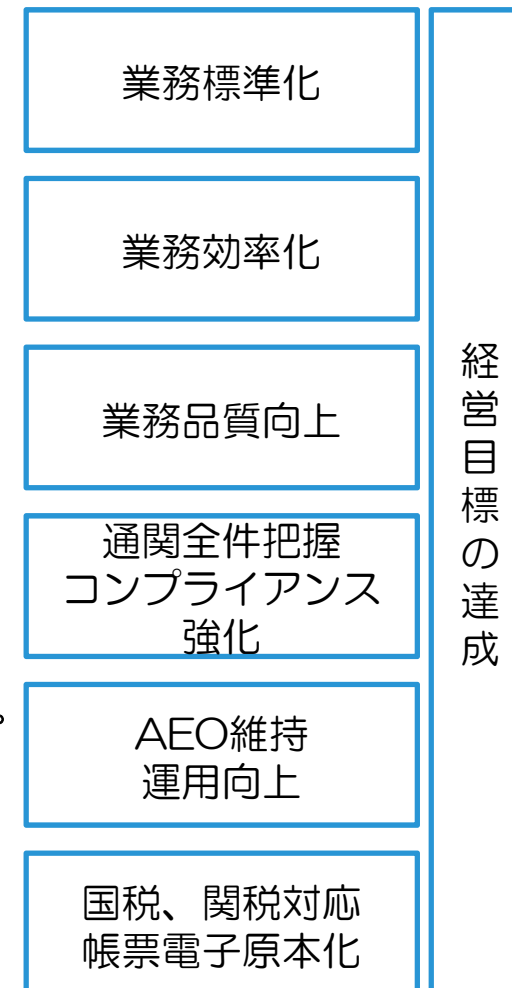 業務標準化
業務効率化
業務品質向上
通関全件把握
コンプライアンス
強化
。
AEO維持
運用向上
国税、関税対応
帳票電子原本化
経営目標の達成